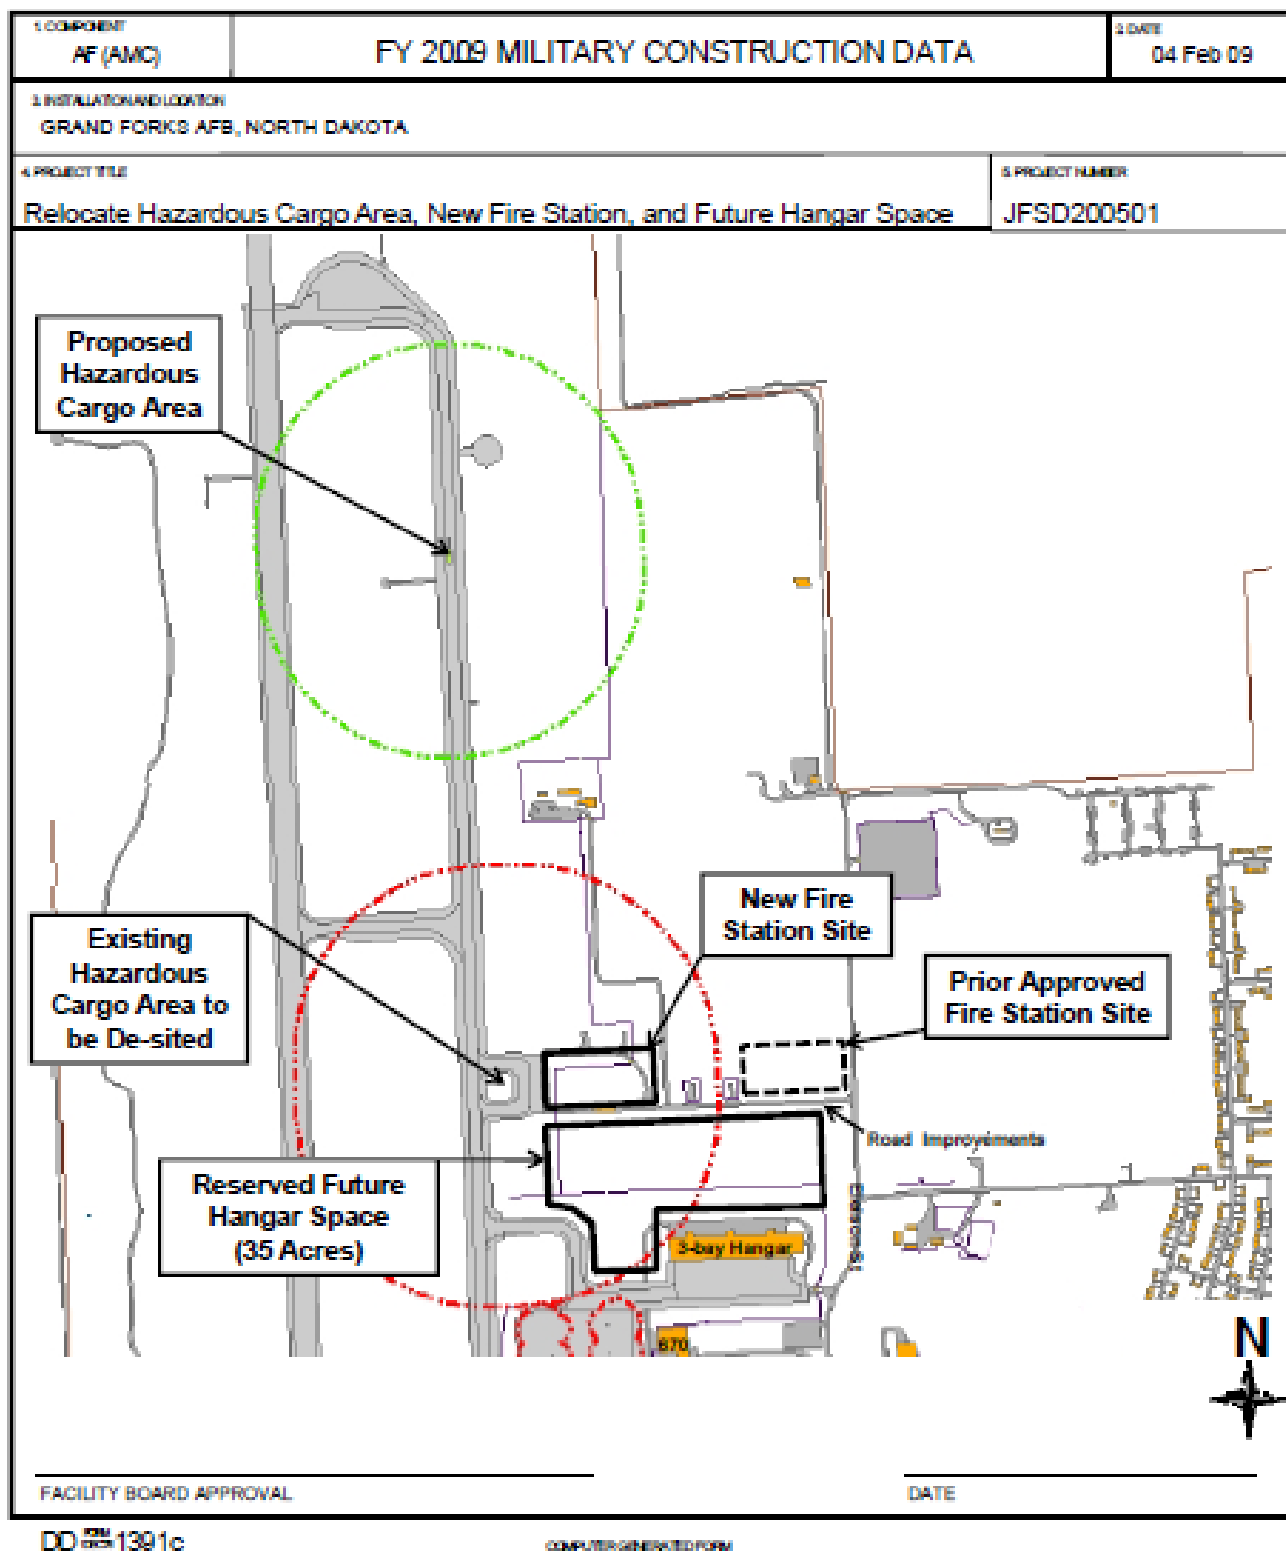 1. COMPONENT
AF (AMC)
FY 2009 MILITARY CONSTRUCTION DATA
2. DATE
04 Feb 09
3. INSTALLATION AND LOCATION
GRAND FORKS AFB, NORTH DAKOTA
4. PROJECT TITLE
Relocate Hazardous Cargo Area, New Fire Station, and Future Hangar Space
5. PROJECT NUMBER
JFSD200501
Proposed
Hazardous
Cargo Area
New Fire
Station Site
Existing
Hazardous
Cargo Area to
be De-sited
Prior Approved
Fire Station Site
Road Improvements
Reserved Future
Hangar Space
(35 Acres)
3-bay Hangar
670
N
FACILITY BOARD APPROVAL
DATE
DD FORM 1391c
COMPUTER GENERATED FORM